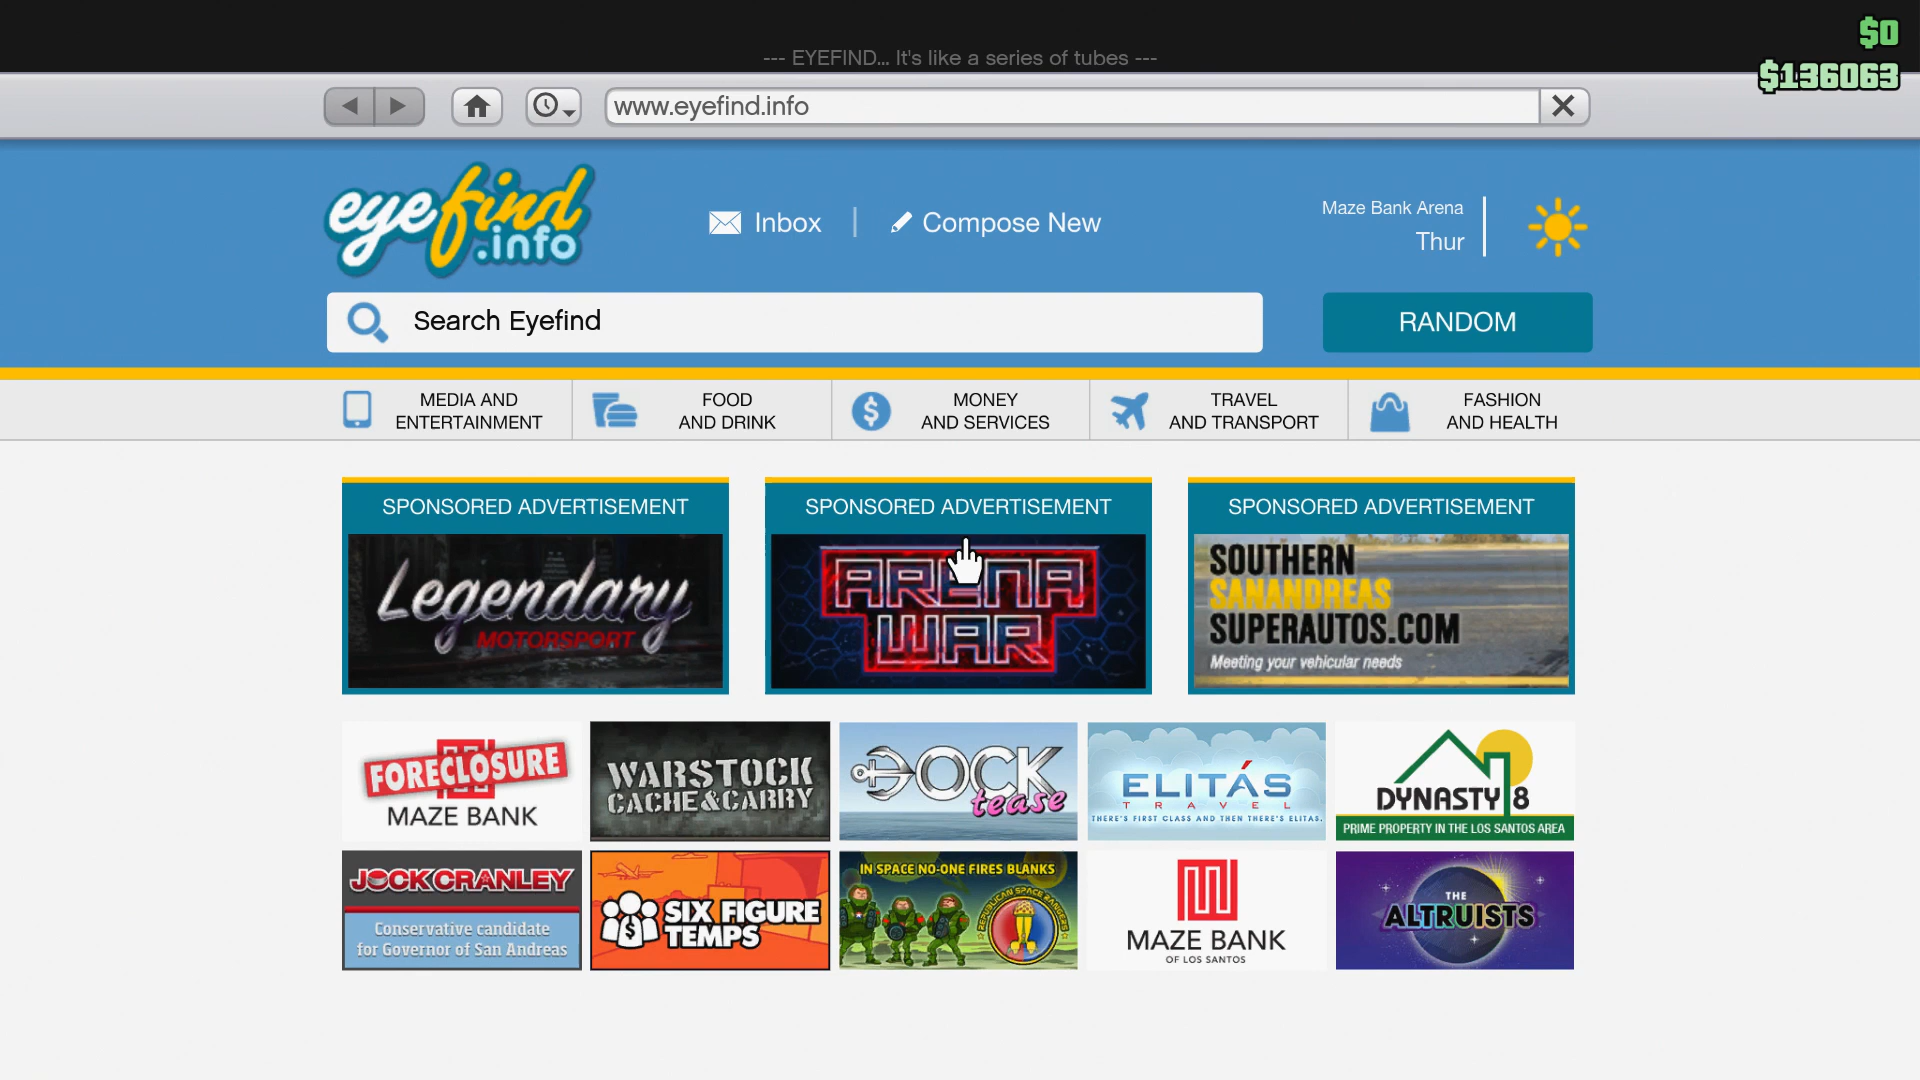 $0
--- EYEFIND... It's like a series of tubes ---
$136063
www.eyefind.info
eyefind
.info
Inbox
Compose New
Maze Bank Arena
Thur
Search Eyefind
RANDOM
MEDIA AND
ENTERTAINMENT
FOOD
AND DRINK
MONEY
AND SERVICES
TRAVEL
AND TRANSPORT
FASHION
AND HEALTH
SPONSORED ADVERTISEMENT
Legendary
MOTORSPORT
SPONSORED ADVERTISEMENT
ARENA
WAR
SPONSORED ADVERTISEMENT
SOUTHERN
SANANDREAS
SUPERAUTOS.COM
Meeting your vehicular needs
FORECLOSURE
MAZE BANK
WARSTOCK
CACHE&CARRY
DOCK
tease
ELITÁS
TRAVEL
THERE'S FIRST CLASS AND THEN THERE'S ELITAS.
DYNASTY 8
PRIME PROPERTY IN THE LOS SANTOS AREA
JOCK CRANLEY
Conservative candidate
for Governor of San Andreas
SIX FIGURE
TEMPS
IN SPACE NO-ONE FIRES BLANKS
REPUBLICAN SPACE RANGERS
MAZE BANK
OF LOS SANTOS
THE
ALTRUISTS